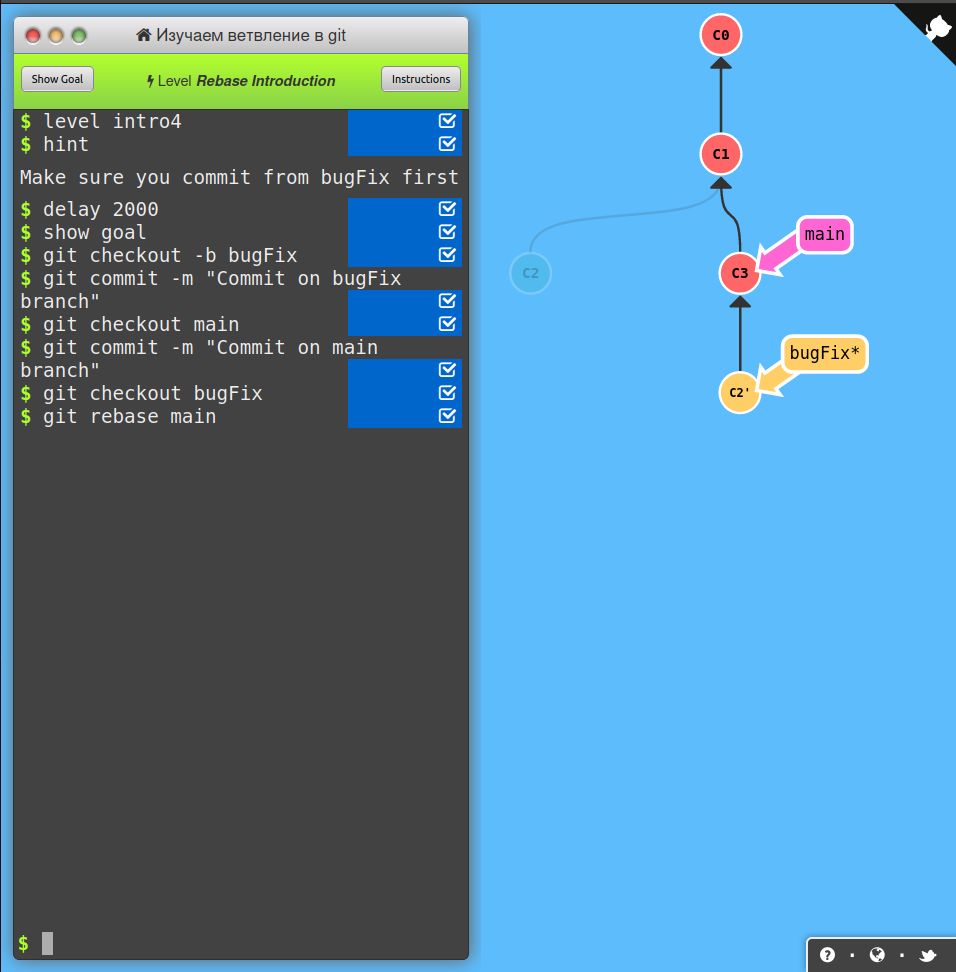 Изучаем ветвление в git
Show Goal
Level Rebase Introduction
Instructions
$ level intro4
$ hint
Make sure you commit from bugFix first
$ delay 2000
$ show goal
$ git checkout -b bugFix
$ git commit -m "Commit on bugFix
branch"
$ git checkout main
$ git commit -m "Commit on main
branch"
$ git checkout bugFix
$ git rebase main
$
C0
C1
main
C2
C3
bugFix*
C2'